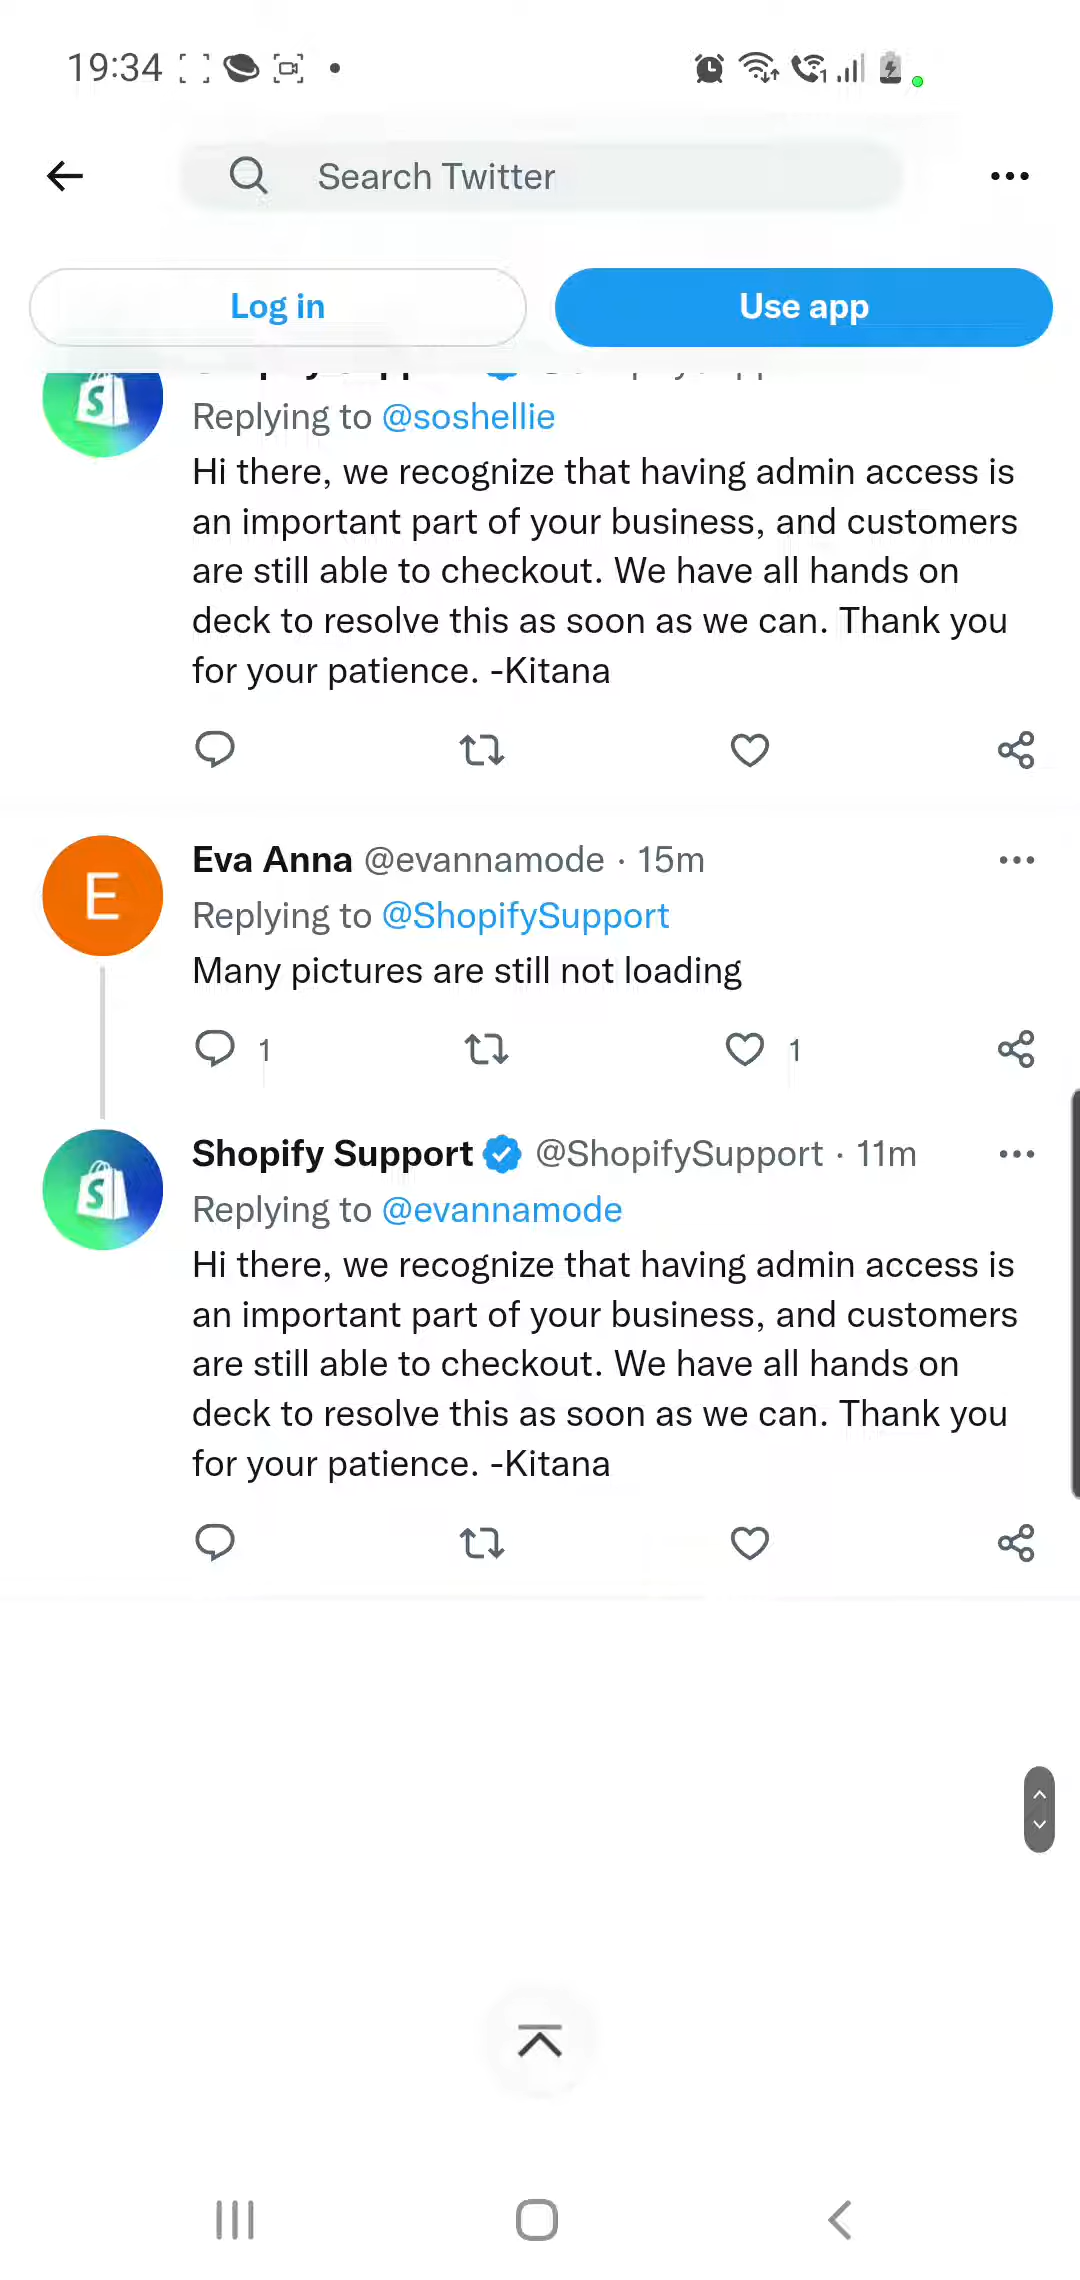 19:34
Search Twitter
Log in
Use app
Replying to @soshellie
Hi there, we recognize that having admin access is
an important part of your business, and customers
are still able to checkout. We have all hands on
deck to resolve this as soon as we can. Thank you
for your patience. -Kitana
E
Eva Anna @evannamode · 15m
Replying to @ShopifySupport
Many pictures are still not loading
1
1
S
Shopify Support @ShopifySupport · 11m
Replying to @evannamode
Hi there, we recognize that having admin access is
an important part of your business, and customers
are still able to checkout. We have all hands on
deck to resolve this as soon as we can. Thank you
for your patience. -Kitana